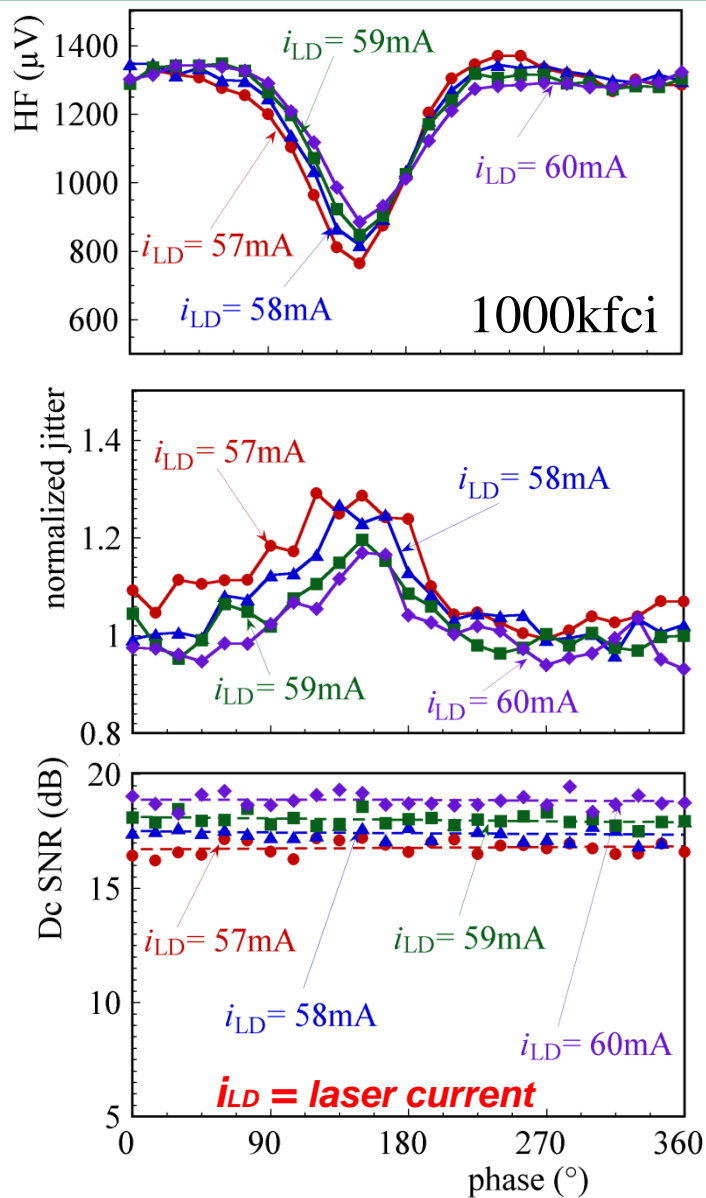 HF (μV)
1400
1200
1000
800
600
iLD= 59mA
iLD= 60mA
iLD= 57mA
iLD= 58mA
1000kfci
normalized jitter
1.4
1.2
1
0.8
iLD= 57mA
iLD= 58mA
iLD= 59mA
iLD= 60mA
Dc SNR (dB)
20
15
10
5
iLD= 57mA
iLD= 59mA
iLD= 58mA
iLD= 60mA
iLD = laser current
0 90 180 270 360
phase (°)